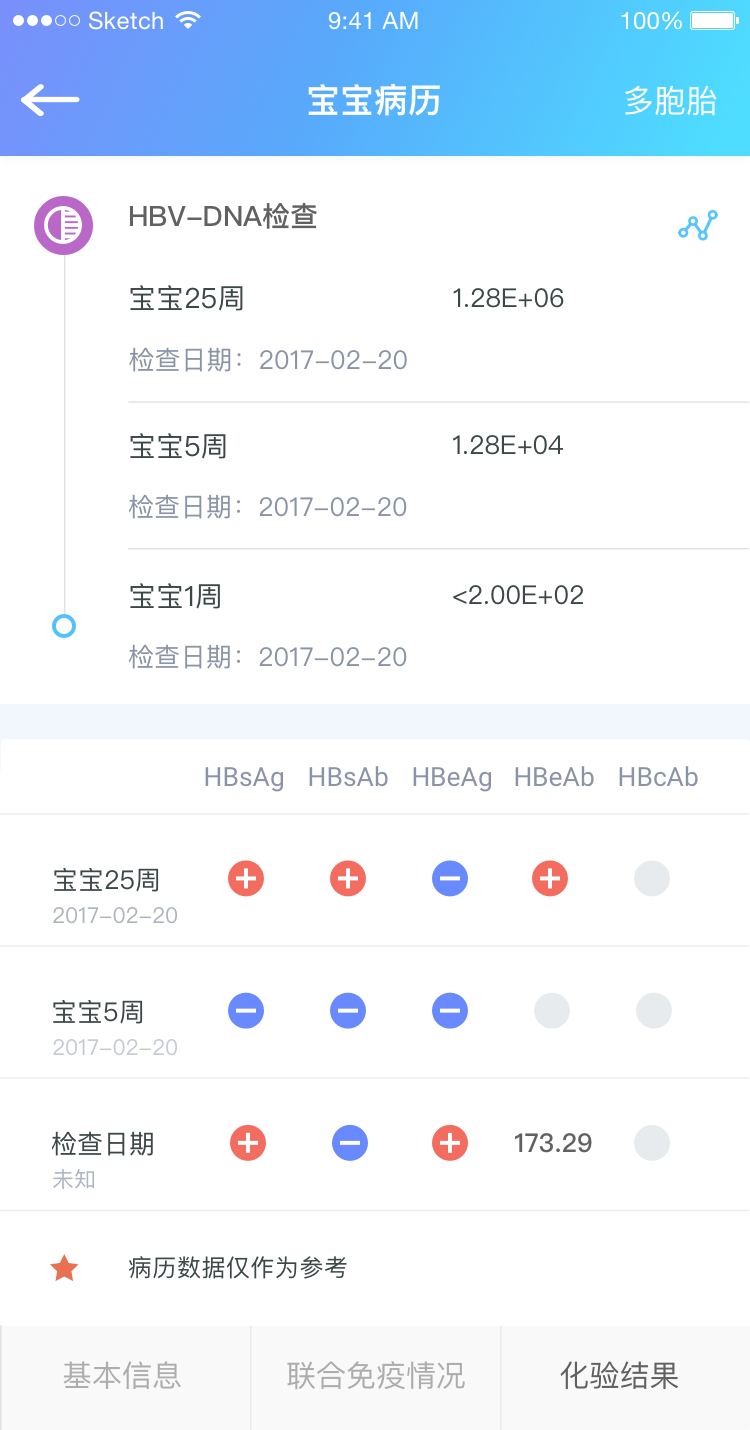 Sketch 9:41 AM 100%
宝宝病历 多胞胎
HBV-DNA检查
宝宝25周 1.28E+06
检查日期：2017-02-20
宝宝5周 1.28E+04
检查日期：2017-02-20
宝宝1周 <2.00E+02
检查日期：2017-02-20
HBsAg HBsAb HBeAg HBeAb HBcAb
宝宝25周
2017-02-20
宝宝5周
2017-02-20
检查日期 173.29
未知
病历数据仅作为参考
基本信息 联合免疫情况 化验结果